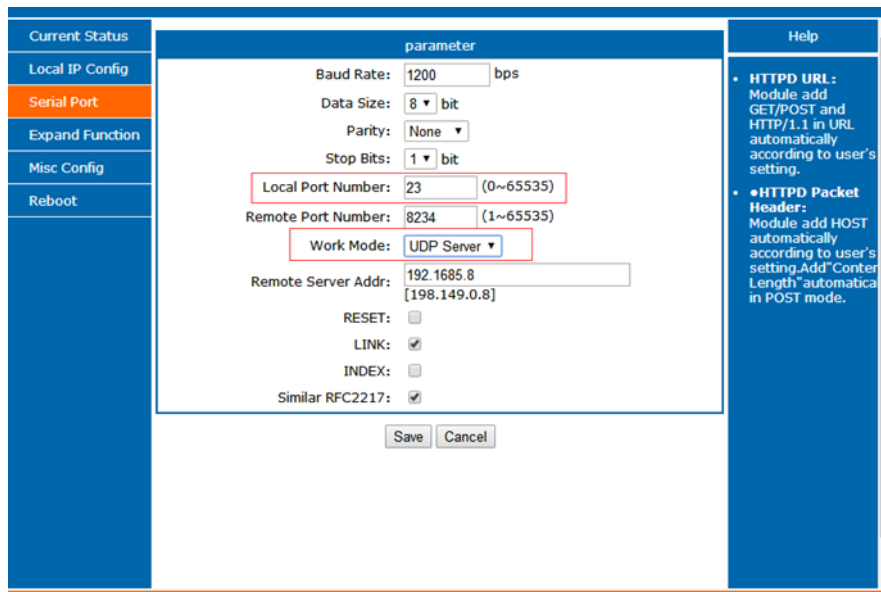 Current Status
Local IP Config
Serial Port
Expand Function
Misc Config
Reboot
parameter
Baud Rate: 1200 bps
Data Size: 8 bit
Parity: None
Stop Bits: 1 bit
Local Port Number: 23 (0~65535)
Remote Port Number: 8234 (1~65535)
Work Mode: UDP Server
Remote Server Addr: 192.1685.8
[198.149.0.8]
RESET:
LINK:
INDEX:
Similar RFC2217:
Save Cancel
Help
• HTTPD URL:
Module add
GET/POST and
HTTP/1.1 in URL
automatically
according to user's
setting.
• ●HTTPD Packet
Header:
Module add HOST
automatically
according to user's
setting.Add"Conter
Length"automatica
in POST mode.